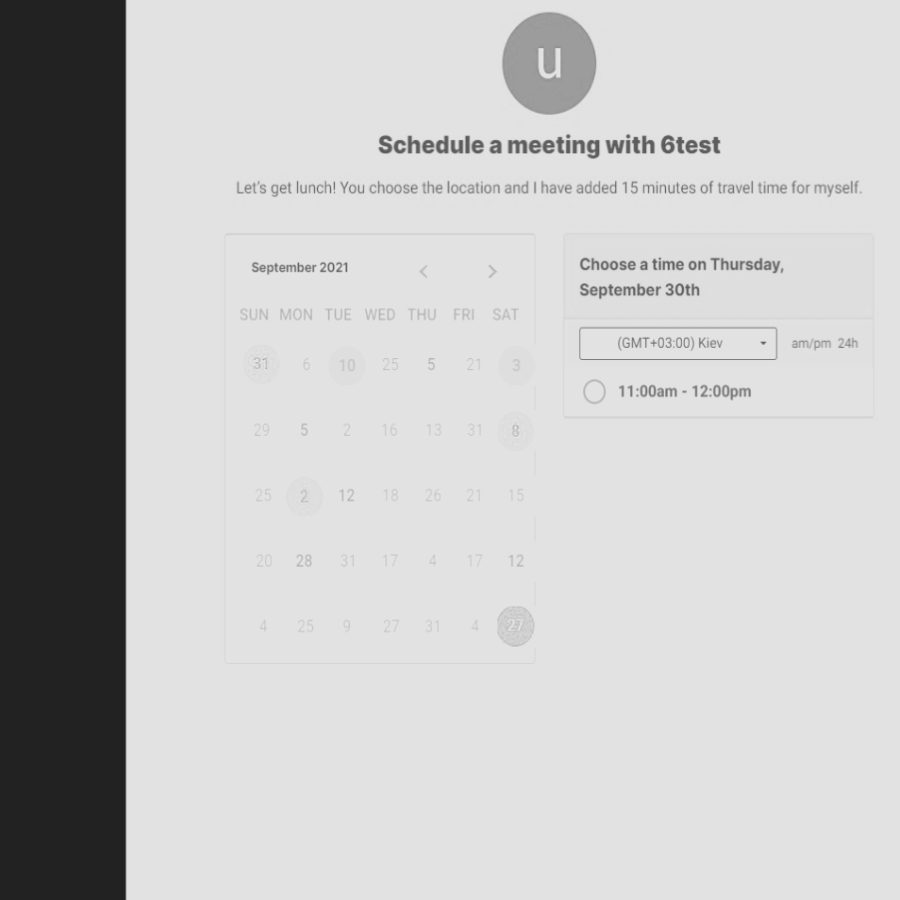 u
Schedule a meeting with 6test
Let's get lunch! You choose the location and I have added 15 minutes of travel time for myself.
September 2021
SUN MON TUE WED THU FRI SAT
31 6 10 25 5 21 3
29 5 2 16 13 31 8
25 2 12 18 26 21 15
20 28 31 17 4 17 12
4 25 9 27 31 4 27
Choose a time on Thursday,
September 30th
(GMT+03:00) Kiev am/pm 24h
11:00am - 12:00pm